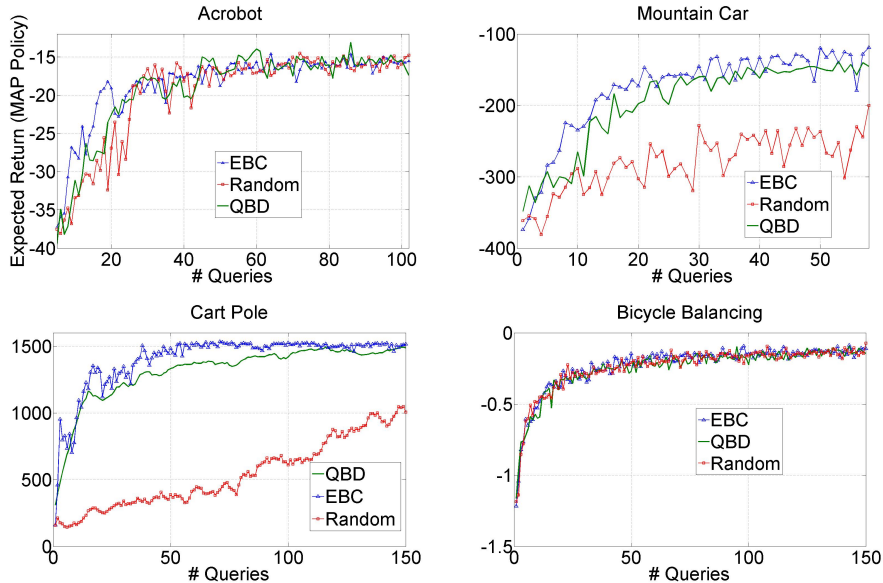 Acrobot
Expected Return (MAP Policy)
-15
-20
-25
-30
-35
-40
20
40
60
80
100
# Queries
EBC
Random
QBD
Mountain Car
-100
-200
-300
-400
0
10
20
30
40
50
# Queries
EBC
Random
QBD
Cart Pole
1500
1000
500
0
0
50
100
150
# Queries
QBD
EBC
Random
Bicycle Balancing
0
-0.5
-1
-1.5
0
50
100
150
# Queries
EBC
QBD
Random